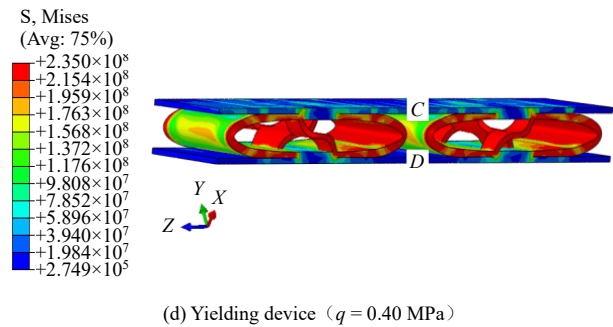 S, Mises
(Avg: 75%)
+2.350×10⁸
+2.154×10⁸
+1.959×10⁸
+1.763×10⁸
+1.568×10⁸
+1.372×10⁸
+1.176×10⁸
+9.808×10⁷
+7.852×10⁷
+5.896×10⁷
+3.940×10⁷
+1.984×10⁷
+2.749×10⁵
C
D
Y
X
Z
(d) Yielding device（q = 0.40 MPa）